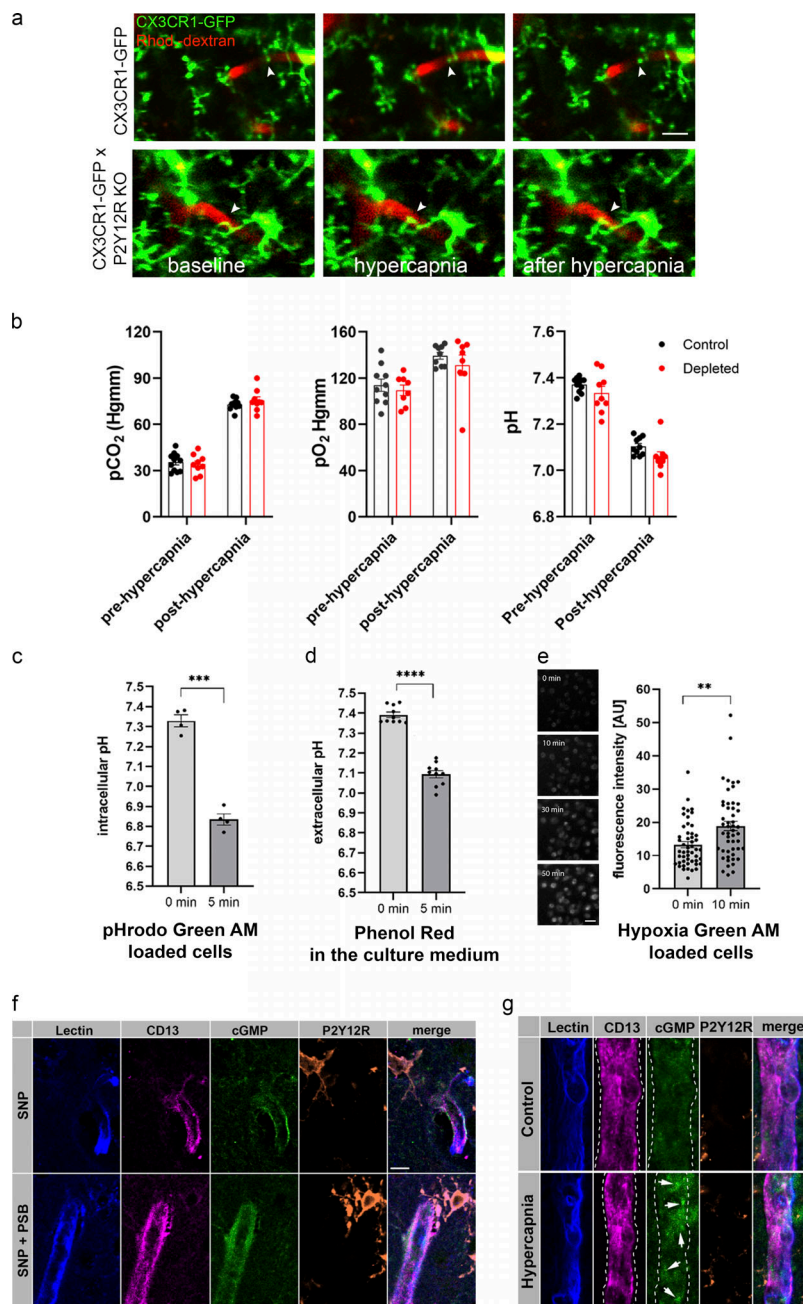 a
CX3CR1-GFP
Rhod.-dextran
CX3CR1-GFP
CX3CR1-GFP x
P2Y12R KO
baseline
hypercapnia
after hypercapnia
b
pCO2 (Hgmm)
120
90
60
30
0
pre-hypercapnia
post-hypercapnia
pO2 Hgmm
160
120
80
40
0
pre-hypercapnia
post-hypercapnia
pH
7.6
7.4
7.2
7.0
6.8
Pre-hypercapnia
Post-hypercapnia
Control
Depleted
c
***
intracellular pH
7.5
7.4
7.3
7.2
7.1
7.0
6.9
6.8
6.7
6.6
6.5
0 min
5 min
pHrodo Green AM
loaded cells
d
****
extracellular pH
7.5
7.4
7.3
7.2
7.1
7.0
6.9
6.8
6.7
6.6
6.5
0 min
5 min
Phenol Red
in the culture medium
e
0 min
10 min
30 min
50 min
**
fluorescence intensity [AU]
60
50
40
30
20
10
0
0 min
10 min
Hypoxia Green AM
loaded cells
f
Lectin
CD13
cGMP
P2Y12R
merge
SNP
SNP + PSB
g
Lectin
CD13
cGMP
P2Y12R
merge
Control
Hypercapnia